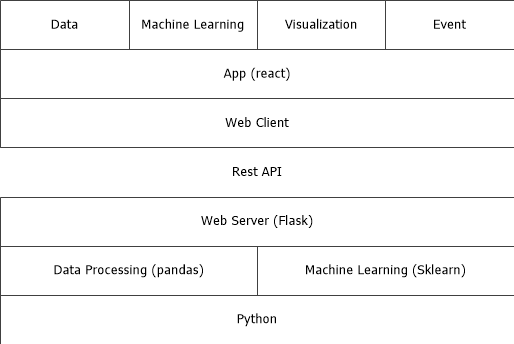 Data
Machine Learning
Visualization
Event
App (react)
Web Client
Rest API
Web Server (Flask)
Data Processing (pandas)
Machine Learning (Sklearn)
Python